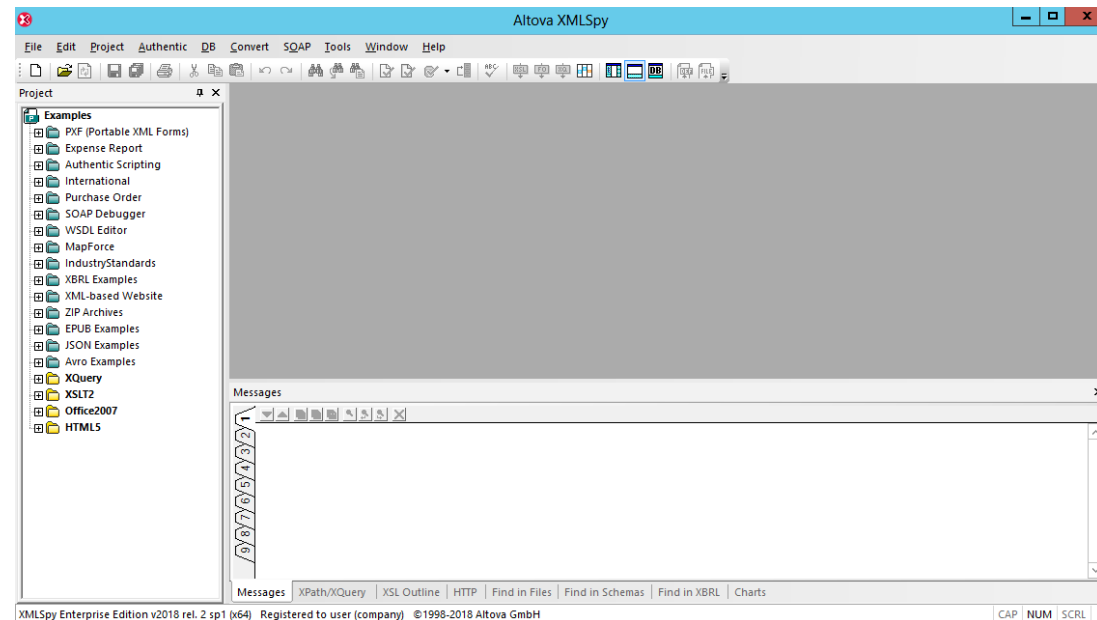 Altova XMLSpy
File Edit Project Authentic DB Convert SOAP Tools Window Help
ABC
DB
Project
Examples
PXF (Portable XML Forms)
Expense Report
Authentic Scripting
International
Purchase Order
SOAP Debugger
WSDL Editor
MapForce
IndustryStandards
XBRL Examples
XML-based Website
ZIP Archives
EPUB Examples
JSON Examples
Avro Examples
XQuery
XSLT2
Office2007
HTML5
Messages
1
2
3
4
5
6
7
8
9
Messages XPath/XQuery XSL Outline HTTP Find in Files Find in Schemas Find in XBRL Charts
XMLSpy Enterprise Edition v2018 rel. 2 sp1 (x64) Registered to user (company) ©1998-2018 Altova GmbH CAP NUM SCRL